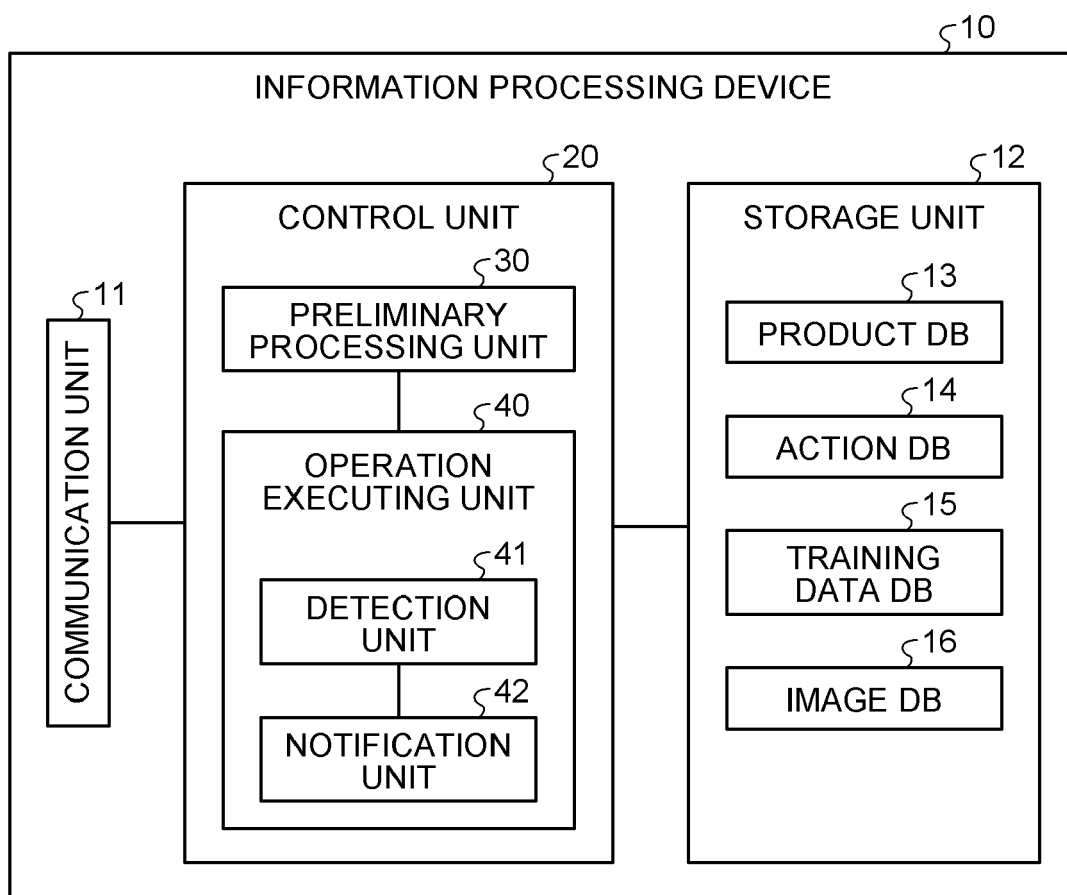 10
INFORMATION PROCESSING DEVICE
11
COMMUNICATION UNIT
20
CONTROL UNIT
30
PRELIMINARY
PROCESSING UNIT
40
OPERATION
EXECUTING UNIT
41
DETECTION
UNIT
42
NOTIFICATION
UNIT
12
STORAGE UNIT
13
PRODUCT DB
14
ACTION DB
15
TRAINING
DATA DB
16
IMAGE DB